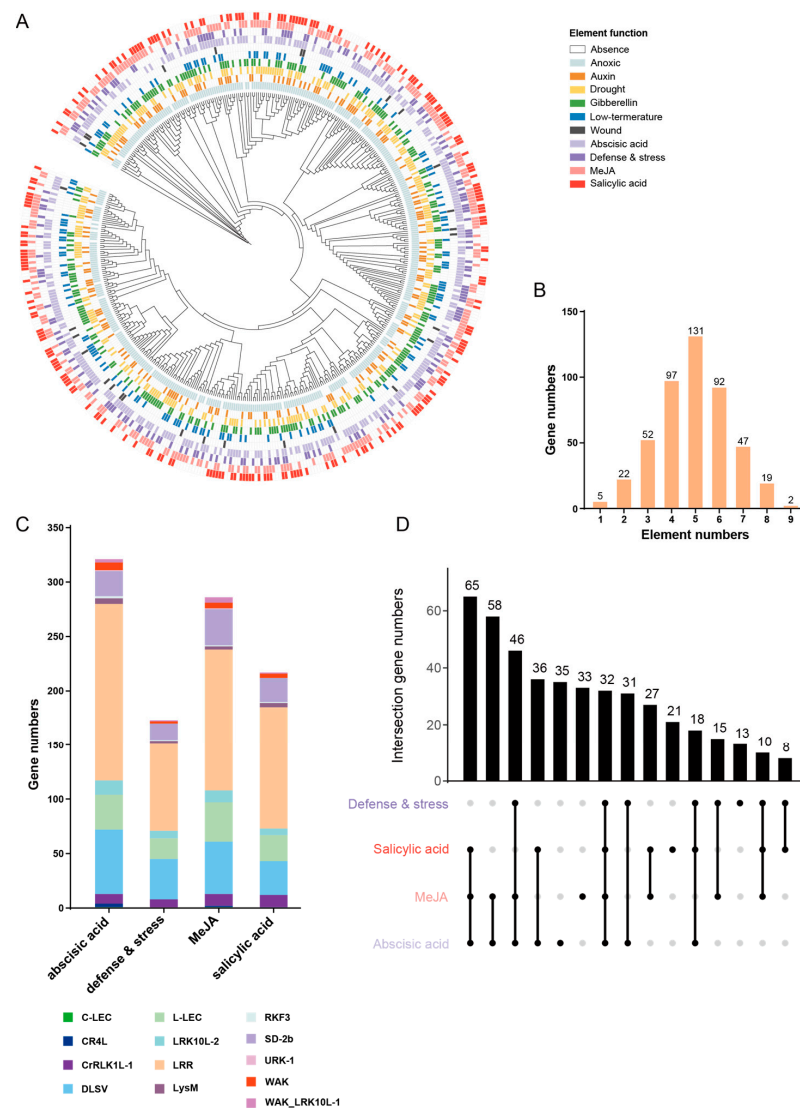 A
Element function
Absence
Anoxic
Auxin
Drought
Gibberellin
Low-termerature
Wound
Abscisic acid
Defense & stress
MeJA
Salicylic acid
B
Gene numbers
150
100
50
0
5
22
52
97
131
92
47
19
2
1 2 3 4 5 6 7 8 9
Element numbers
C
Gene numbers
350
300
250
200
150
100
50
0
abscisic acid
defense & stress
MeJA
salicylic acid
C-LEC
CR4L
CrRLK1L-1
DLSV
L-LEC
LRK10L-2
LRR
LysM
RKF3
SD-2b
URK-1
WAK
WAK_LRK10L-1
D
Intersection gene numbers
60
40
20
0
65
58
46
36
35
33
32
31
27
21
18
15
13
10
8
Defense & stress
Salicylic acid
MeJA
Abscisic acid